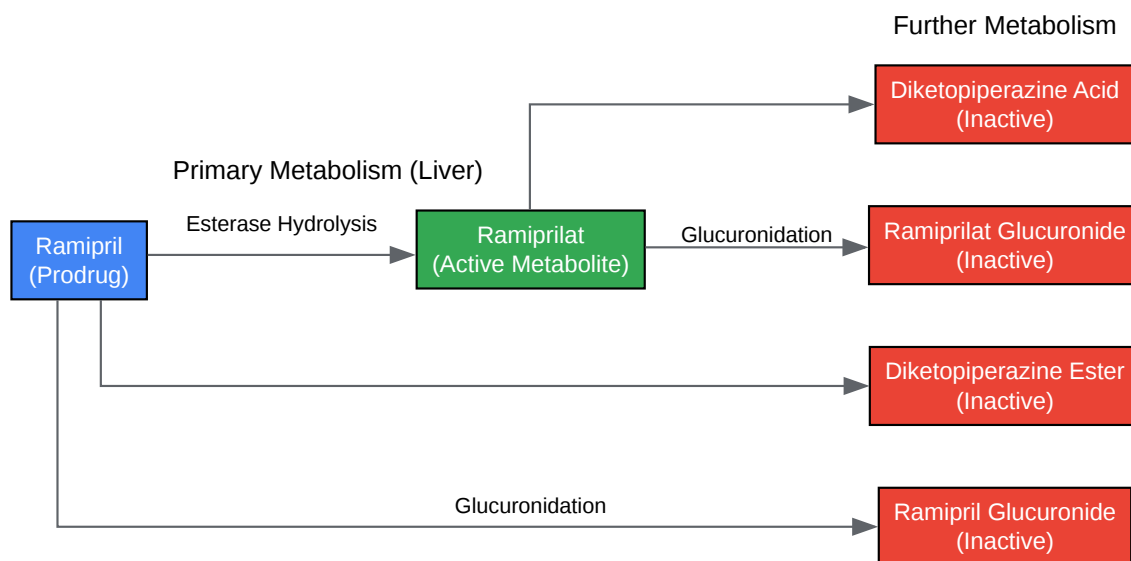 Further Metabolism
Diketopiperazine Acid
(Inactive)
Primary Metabolism (Liver)
Esterase Hydrolysis
Ramipril
(Prodrug)
Ramiprilat
(Active Metabolite)
Glucuronidation
Ramiprilat Glucuronide
(Inactive)
Diketopiperazine Ester
(Inactive)
Glucuronidation
Ramipril Glucuronide
(Inactive)